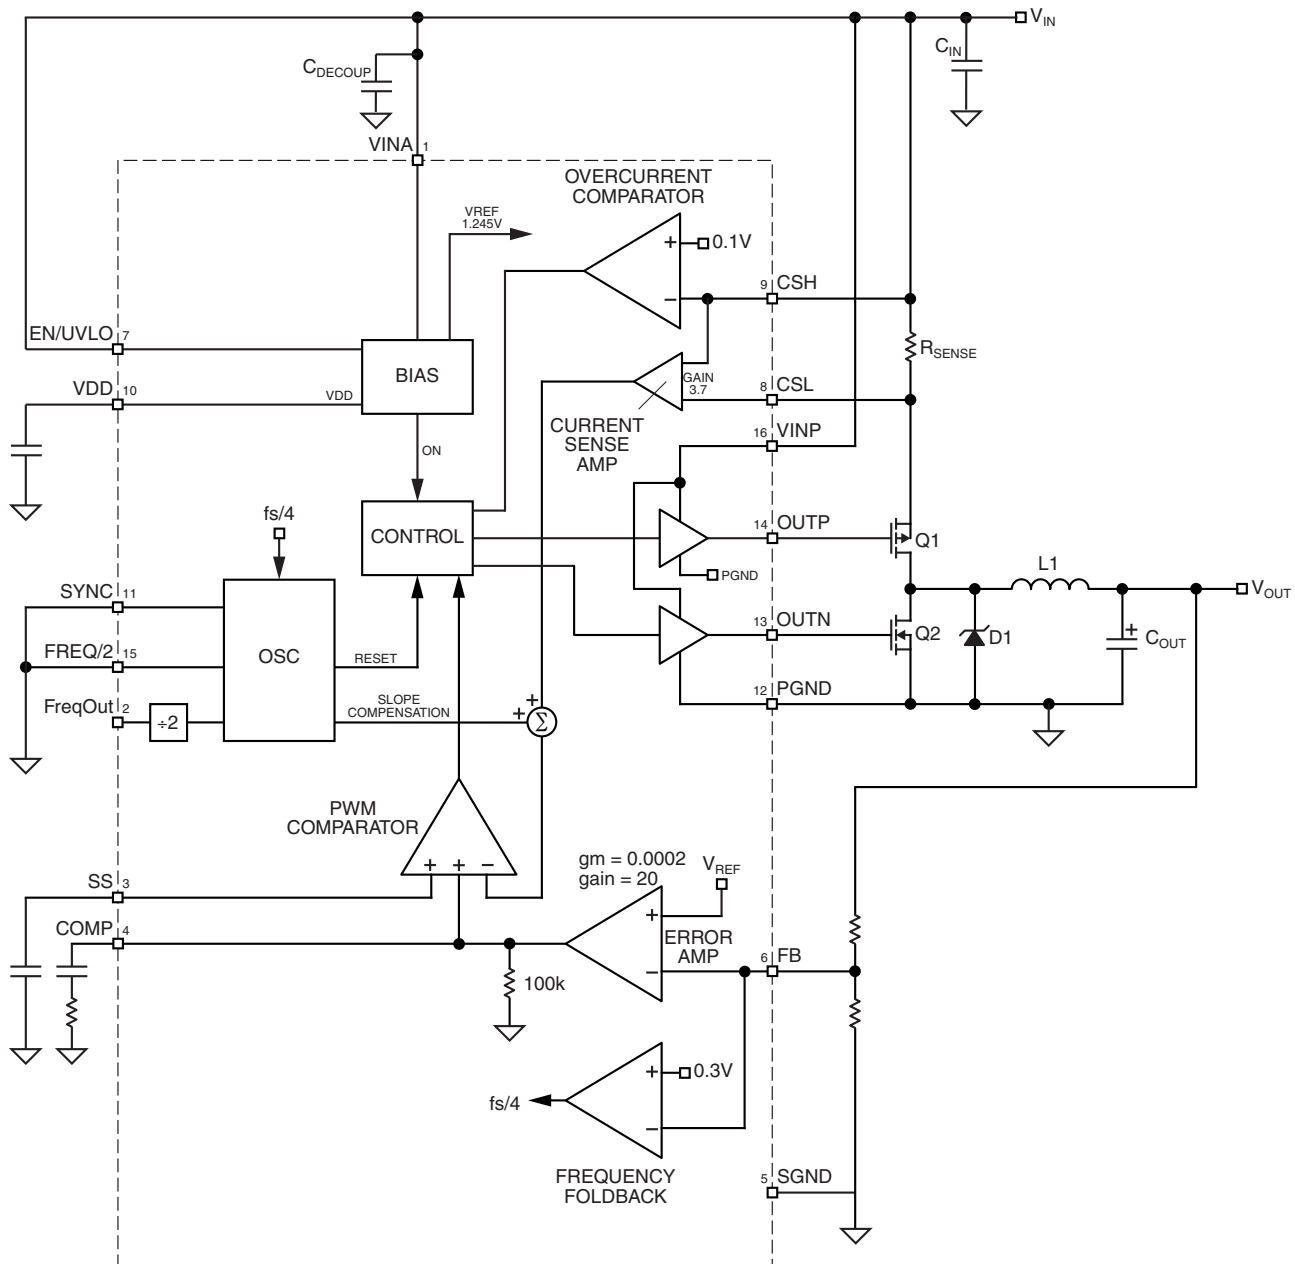 VIN
CIN
CDECOUP
VINA 1
OVERCURRENT
COMPARATOR
VREF
1.245V
+ 0.1V
−
9 CSH
EN/UVLO 7
RSENSE
BIAS
GAIN
3.7
8 CSL
VDD 10
VDD
CURRENT
SENSE
AMP
16 VINP
ON
fs/4
CONTROL
14 OUTP
Q1
PGND
L1
SYNC 11
VOUT
13 OUTN
Q2
D1
+
COUT
FREQ/2 15
OSC
RESET
12 PGND
FreqOut 2
÷2
SLOPE
COMPENSATION
+
+
Σ
PWM
COMPARATOR
+ + −
gm = 0.0002
gain = 20
VREF
SS 3
+
COMP 4
ERROR
AMP
−
6 FB
100k
+ 0.3V
fs/4
−
FREQUENCY
FOLDBACK
5 SGND